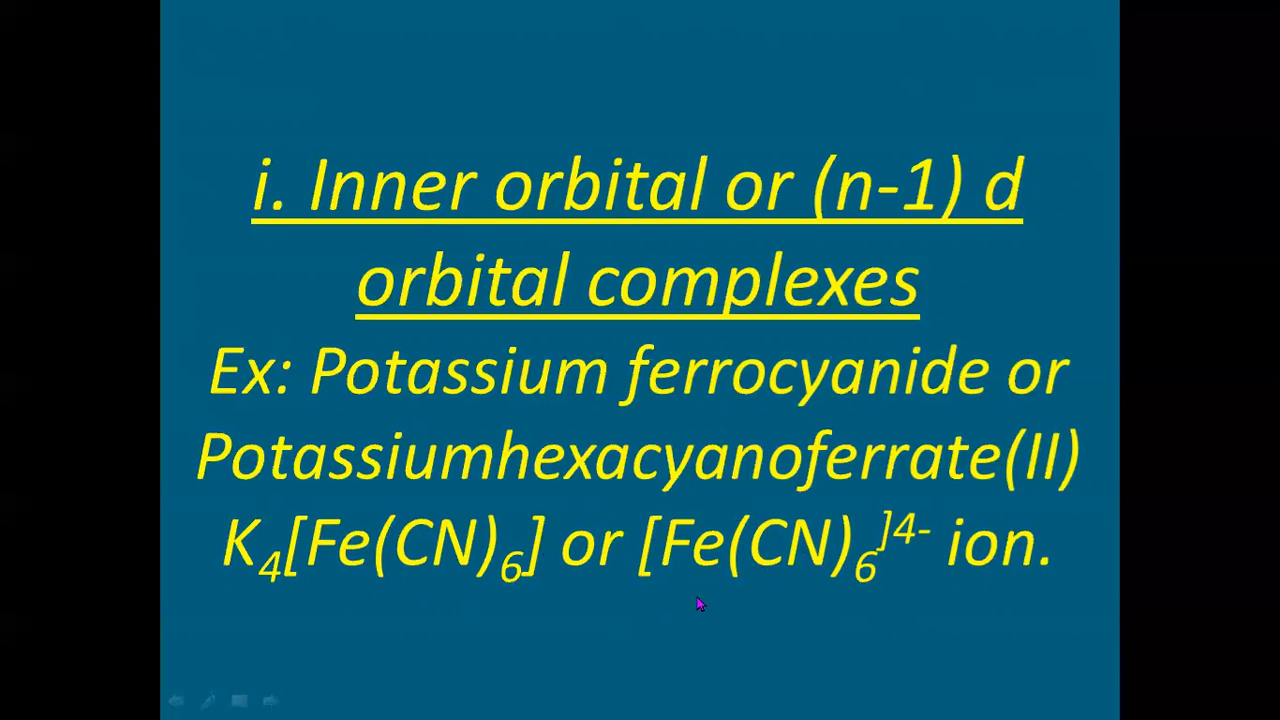 i. Inner orbital or (n-1) d
orbital complexes
Ex: Potassium ferrocyanide or
Potassiumhexacyanoferrate(II)
K₄[Fe(CN)₆] or [Fe(CN)₆]⁴⁻ ion.